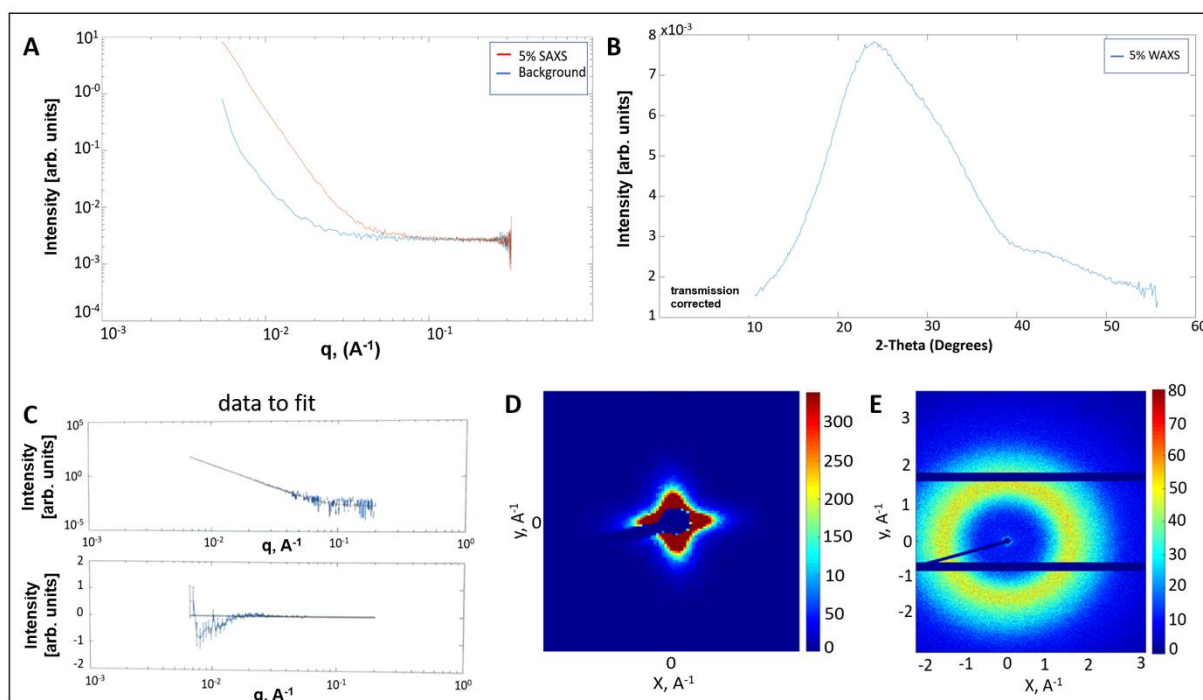 A
10¹
10⁻⁰
10⁻¹
10⁻²
10⁻³
10⁻⁴
Intensity [arb. units]
5% SAXS
Background
10⁻³
10⁻²
10⁻¹
q, (A⁻¹)
B
x10⁻³
8
7
6
5
4
3
2
1
Intensity [arb. units]
5% WAXS
transmission
corrected
10
20
30
40
50
60
2-Theta (Degrees)
C
data to fit
Intensity
[arb. units]
10⁵
10⁰
10⁻⁵
10⁻³
10⁻²
10⁻¹
10⁰
q, A⁻¹
Intensity
[arb. units]
2
1
0
-1
-2
10⁻³
10⁻²
10⁻¹
10⁰
q, A⁻¹
D
y, A⁻¹
0
0
X, A⁻¹
300
250
200
150
100
50
0
E
y, A⁻¹
3
2
1
0
-1
-2
-2
-1
0
1
2
3
X, A⁻¹
80
70
60
50
40
30
20
10
0